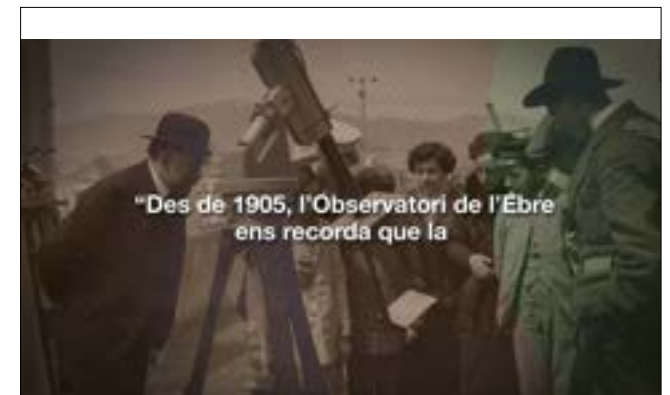 “Des de 1905, l'Observatori de l'Ebre
ens recorda que la